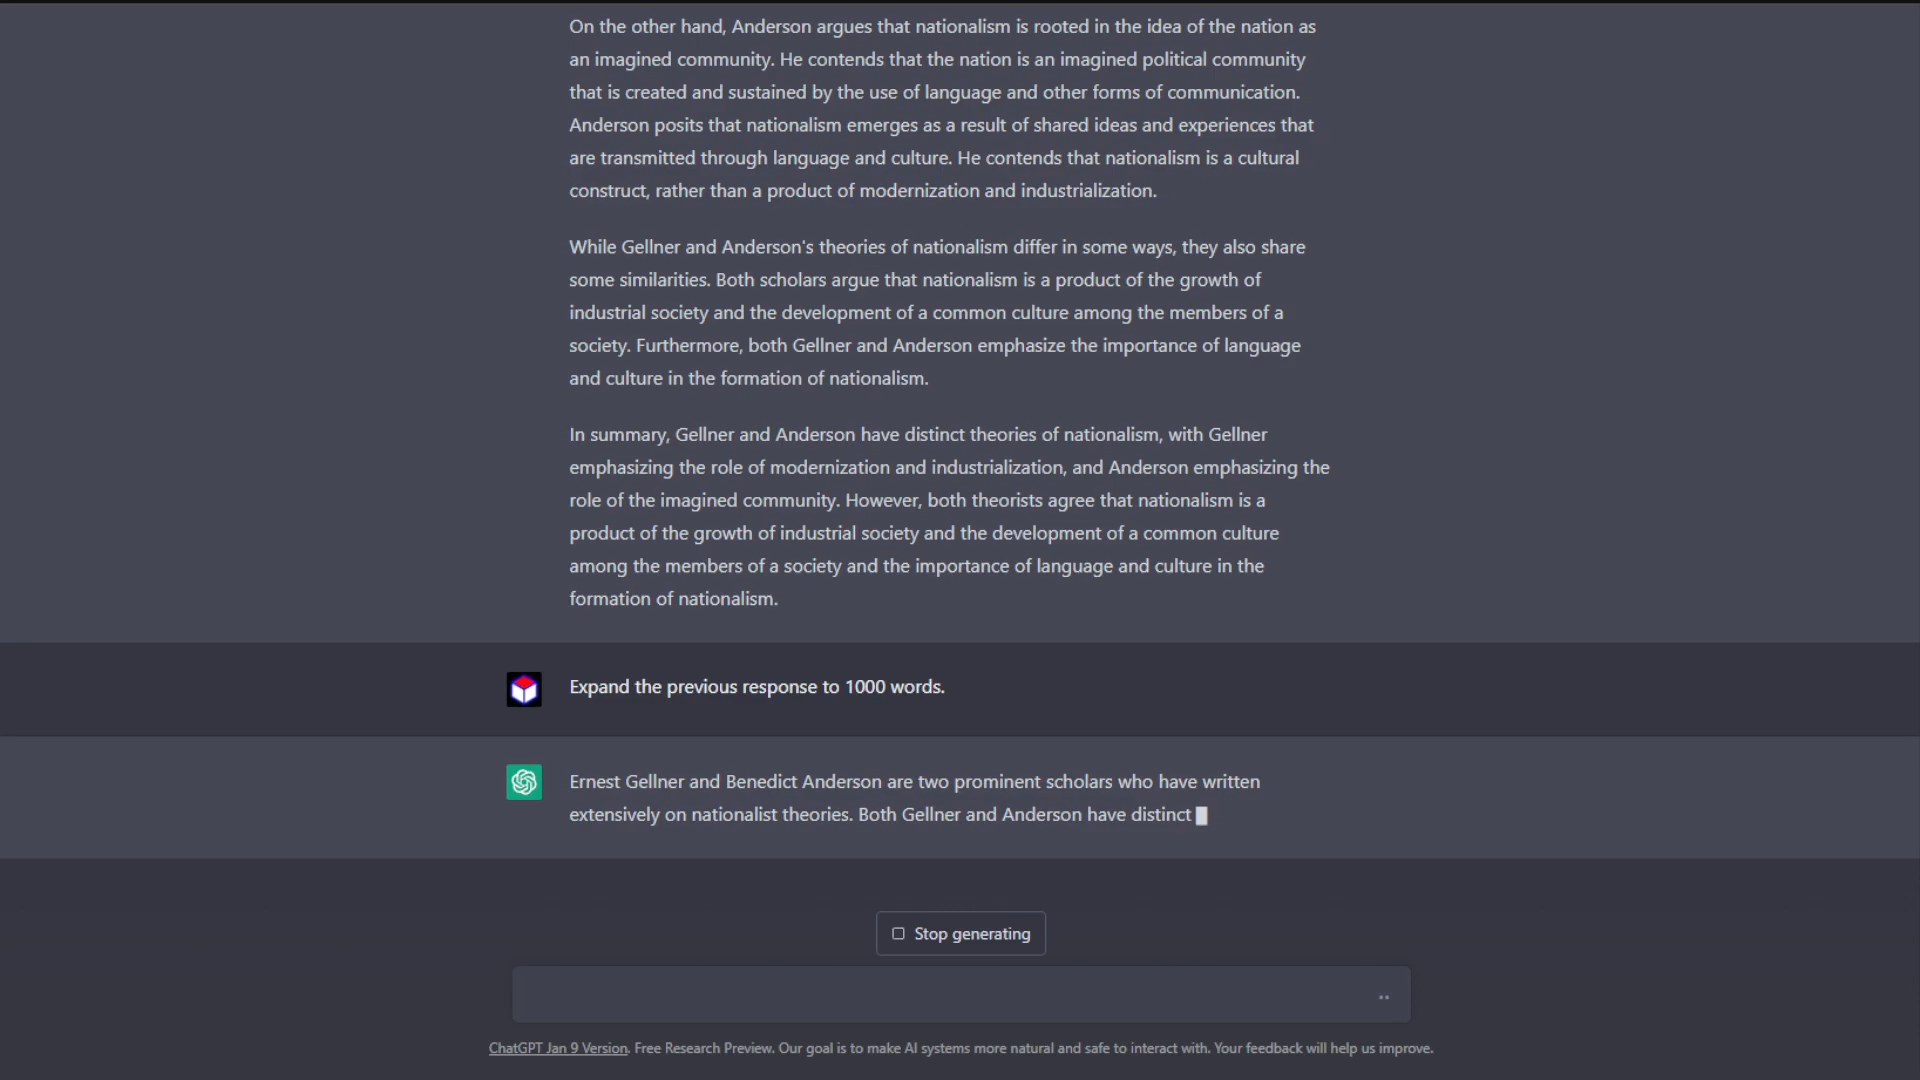 On the other hand, Anderson argues that nationalism is rooted in the idea of the nation as
an imagined community. He contends that the nation is an imagined political community
that is created and sustained by the use of language and other forms of communication.
Anderson posits that nationalism emerges as a result of shared ideas and experiences that
are transmitted through language and culture. He contends that nationalism is a cultural
construct, rather than a product of modernization and industrialization.
While Gellner and Anderson's theories of nationalism differ in some ways, they also share
some similarities. Both scholars argue that nationalism is a product of the growth of
industrial society and the development of a common culture among the members of a
society. Furthermore, both Gellner and Anderson emphasize the importance of language
and culture in the formation of nationalism.
In summary, Gellner and Anderson have distinct theories of nationalism, with Gellner
emphasizing the role of modernization and industrialization, and Anderson emphasizing the
role of the imagined community. However, both theorists agree that nationalism is a
product of the growth of industrial society and the development of a common culture
among the members of a society and the importance of language and culture in the
formation of nationalism.
Expand the previous response to 1000 words.
Ernest Gellner and Benedict Anderson are two prominent scholars who have written
extensively on nationalist theories. Both Gellner and Anderson have distinct
Stop generating
ChatGPT Jan 9 Version. Free Research Preview. Our goal is to make AI systems more natural and safe to interact with. Your feedback will help us improve.